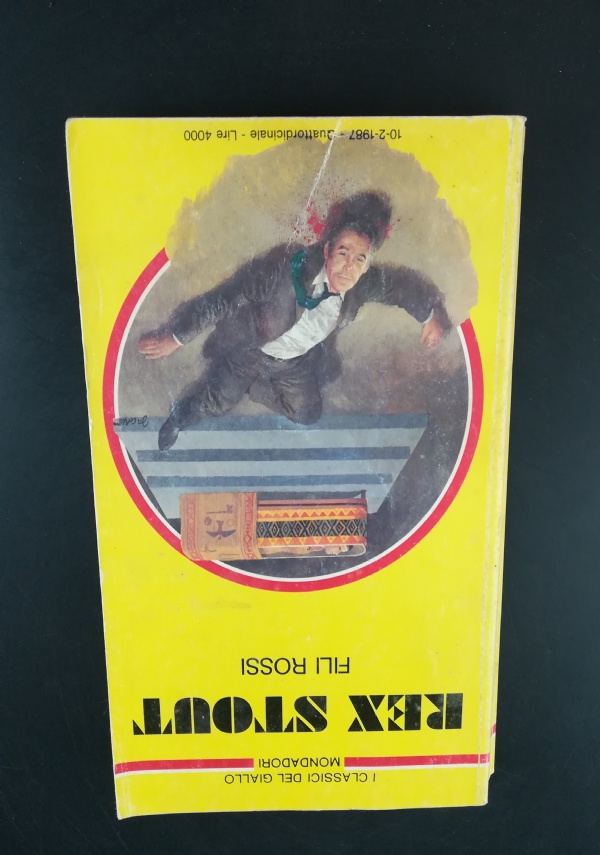 I CLASSICI DEL GIALLO
MONDADORI
REX STOUT
FILI ROSSI
10-2-1987 - Quattordicinale - Lire 4000